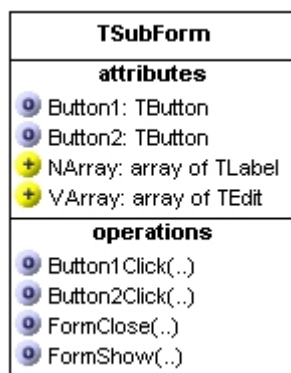 TSubForm
attributes
Button1: TButton
Button2: TButton
NArray: array of TLabel
VArray: array of TEdit
operations
Button1Click(..)
Button2Click(..)
FormClose(..)
FormShow(..)